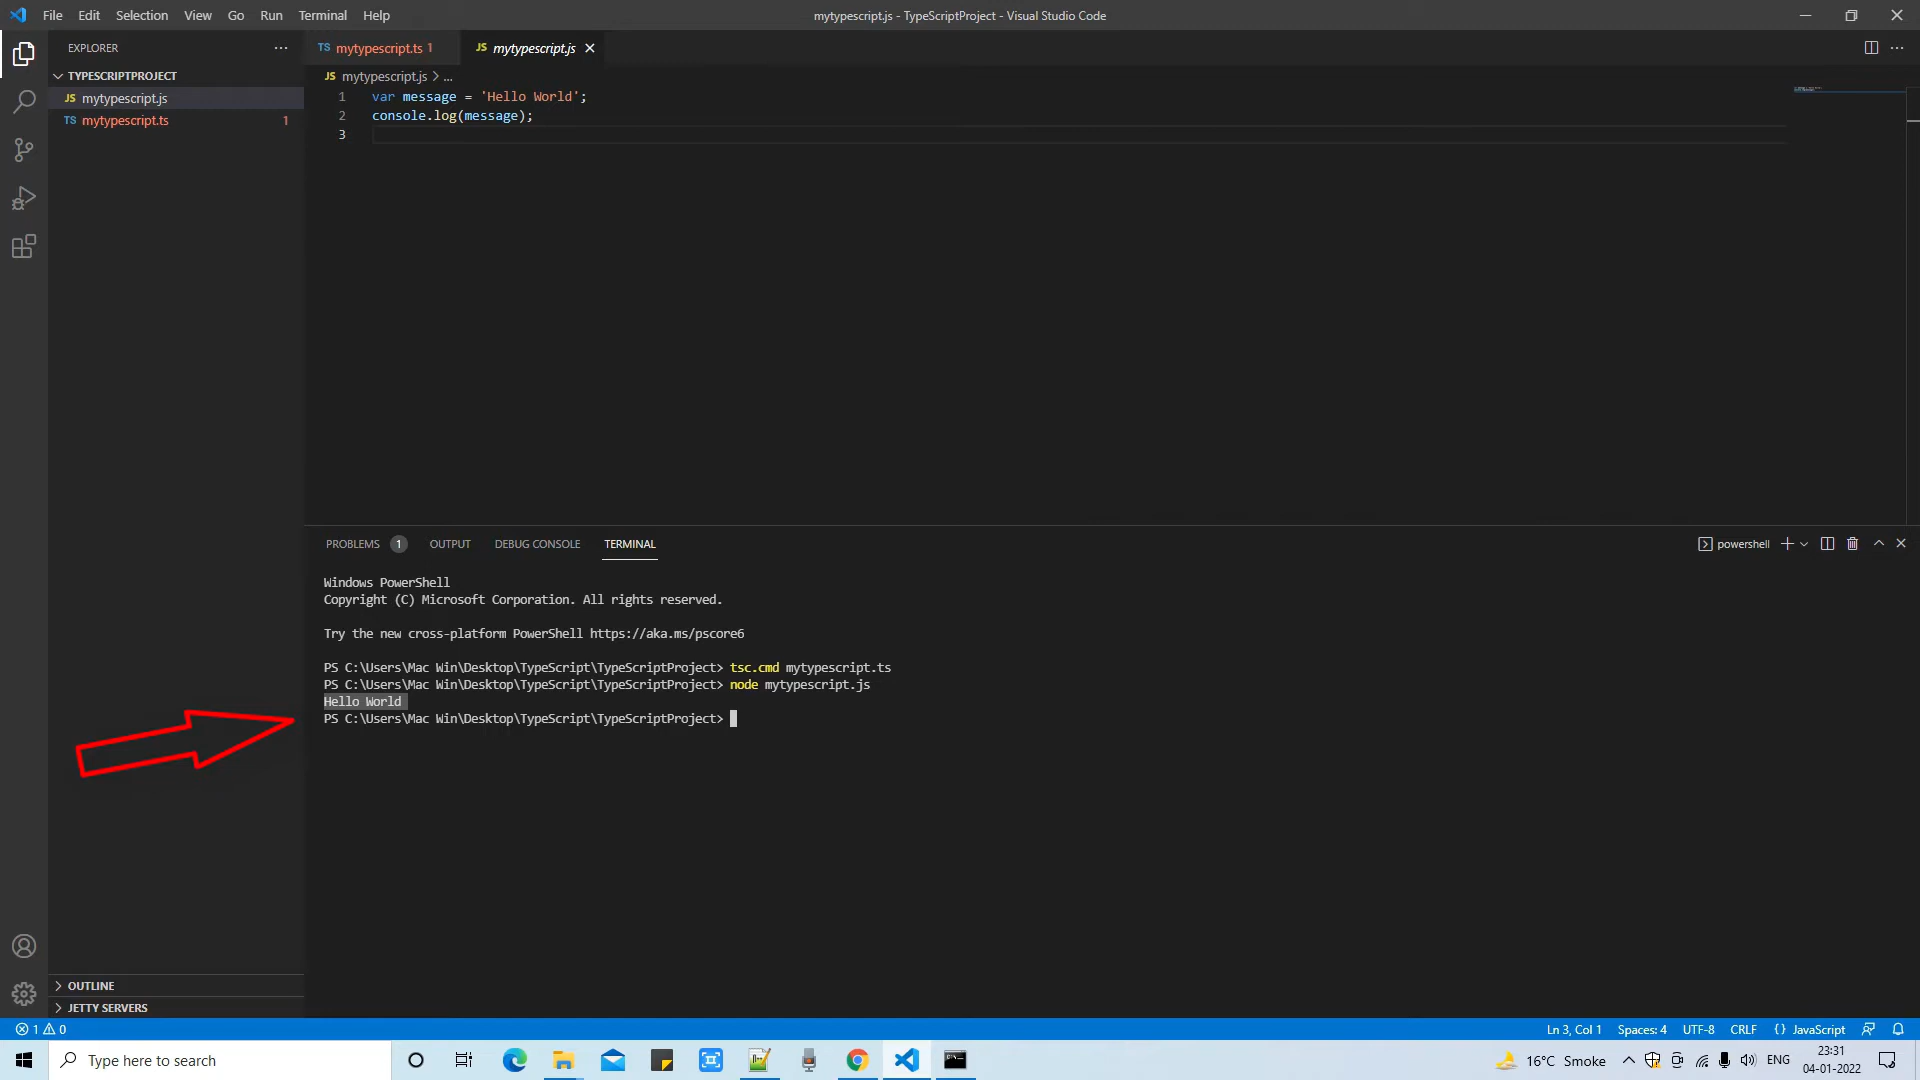 File Edit Selection View Go Run Terminal Help
mytypescript.js - TypeScriptProject - Visual Studio Code
EXPLORER
TYPESCRIPTPROJECT
JS mytypescript.js
TS mytypescript.ts 1
OUTLINE
JETTY SERVERS
TS mytypescript.ts 1
JS mytypescript.js
JS mytypescript.js > ...
1 var message = 'Hello World';
2 console.log(message);
3
PROBLEMS 1 OUTPUT DEBUG CONSOLE TERMINAL
powershell
Windows PowerShell
Copyright (C) Microsoft Corporation. All rights reserved.
Try the new cross-platform PowerShell https://aka.ms/pscore6
PS C:\Users\Mac Win\Desktop\TypeScript\TypeScriptProject> tsc.cmd mytypescript.ts
PS C:\Users\Mac Win\Desktop\TypeScript\TypeScriptProject> node mytypescript.js
Hello World
PS C:\Users\Mac Win\Desktop\TypeScript\TypeScriptProject>
1 0
Ln 3, Col 1 Spaces: 4 UTF-8 CRLF {} JavaScript
Type here to search
16°C Smoke
ENG
23:31
04-01-2022